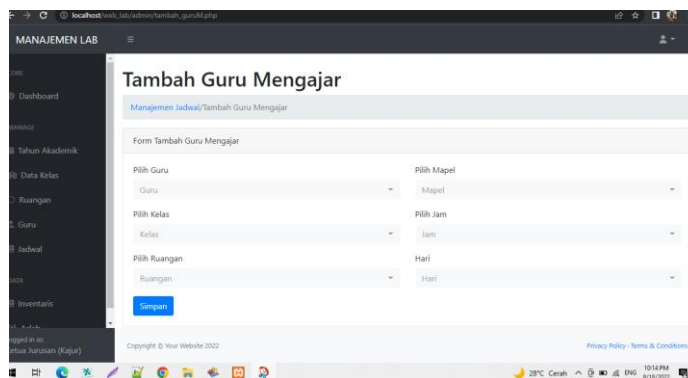 localhost/web_lab/admin/tambah_guruM.php
MANAJEMEN LAB
Tambah Guru Mengajar
Dashboard
Manajemen Jadwal/Tambah Guru Mengajar
Form Tambah Guru Mengajar
Tahun Akademik
Data Kelas
Ruangan
Guru
Jadwal
Inventaris
Pilih Guru
Pilih Mapel
Guru
Mapel
Pilih Kelas
Pilih Jam
Kelas
Jam
Pilih Ruangan
Hari
Ruangan
Hari
Simpan
Jurusan (Kajur)
Copyright © Your Website 2022
Privacy Policy · Terms & Conditions
28°C Cerah
ENG
10:14 PM